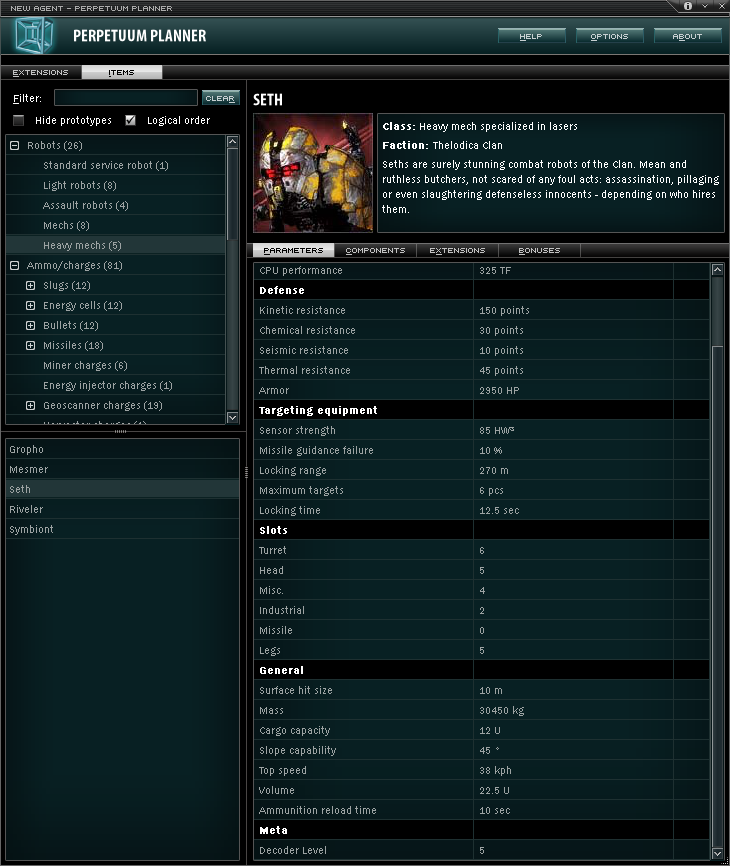 NEW AGENT - PERPETUUM PLANNER
PERPETUUM PLANNER
HELP
OPTIONS
ABOUT
EXTENSIONS
ITEMS
Filter:
CLEAR
Hide prototypes
Logical order
Robots (26)
Standard service robot (1)
Light robots (8)
Assault robots (4)
Mechs (8)
Heavy mechs (5)
Ammo/charges (81)
Slugs (12)
Energy cells (12)
Bullets (12)
Missiles (18)
Miner charges (6)
Energy injector charges (1)
Geoscanner charges (19)
Gropho
Mesmer
Seth
Riveler
Symbiont
SETH
Class: Heavy mech specialized in lasers
Faction: Thelodica Clan
Seths are surely stunning combat robots of the Clan. Mean and
ruthless butchers, not scared of any foul acts: assassination, pillaging
or even slaughtering defenseless innocents - depending on who hires
them.
PARAMETERS
COMPONENTS
EXTENSIONS
BONUSES
CPU performance 325 TF
Defense
Kinetic resistance 150 points
Chemical resistance 30 points
Seismic resistance 10 points
Thermal resistance 45 points
Armor 2950 HP
Targeting equipment
Sensor strength 85
Missile guidance failure 10 %
Locking range 270 m
Maximum targets 6 pcs
Locking time 12.5 sec
Slots
Turret 6
Head 5
Misc. 4
Industrial 2
Missile 0
Legs 5
General
Surface hit size 10 m
Mass 30450 kg
Cargo capacity 12 U
Slope capability 45 °
Top speed 38 kph
Volume 22.5 U
Ammunition reload time 10 sec
Meta
Decoder Level 5